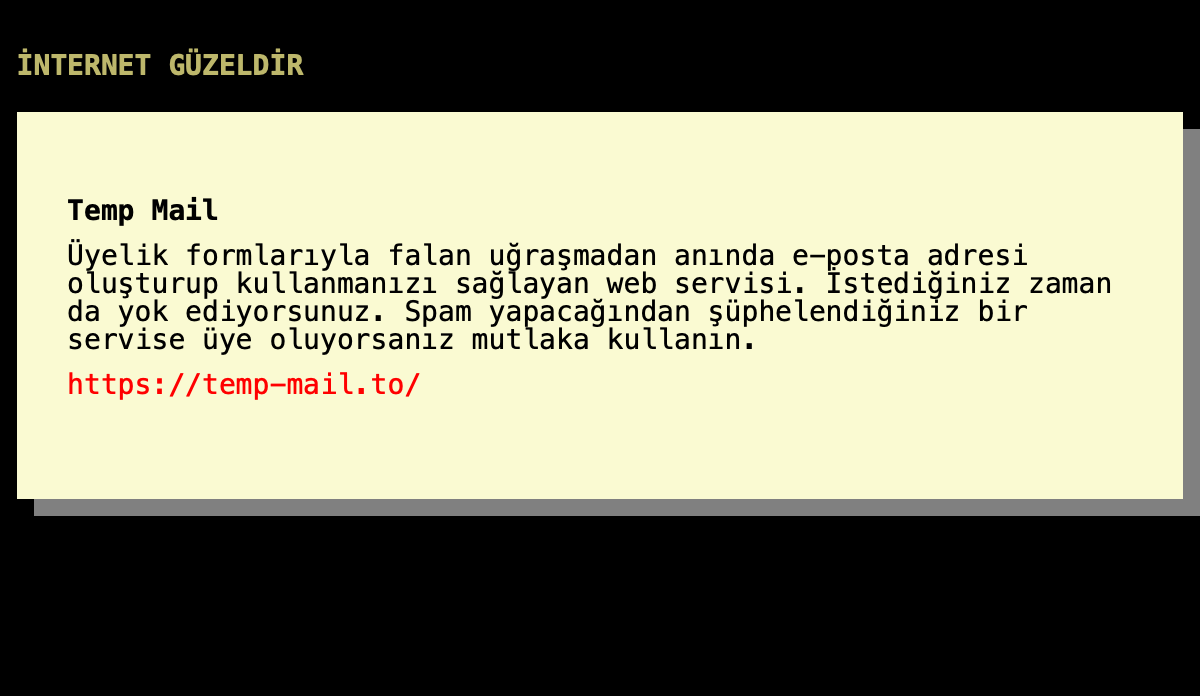 İNTERNET GÜZELDİR
Temp Mail
Üyelik formlarıyla falan uğraşmadan anında e-posta adresi
oluşturup kullanmanızı sağlayan web servisi. İstediğiniz zaman
da yok ediyorsunuz. Spam yapacağından şüphelendiğiniz bir
servise üye oluyorsanız mutlaka kullanın.
https://temp-mail.to/